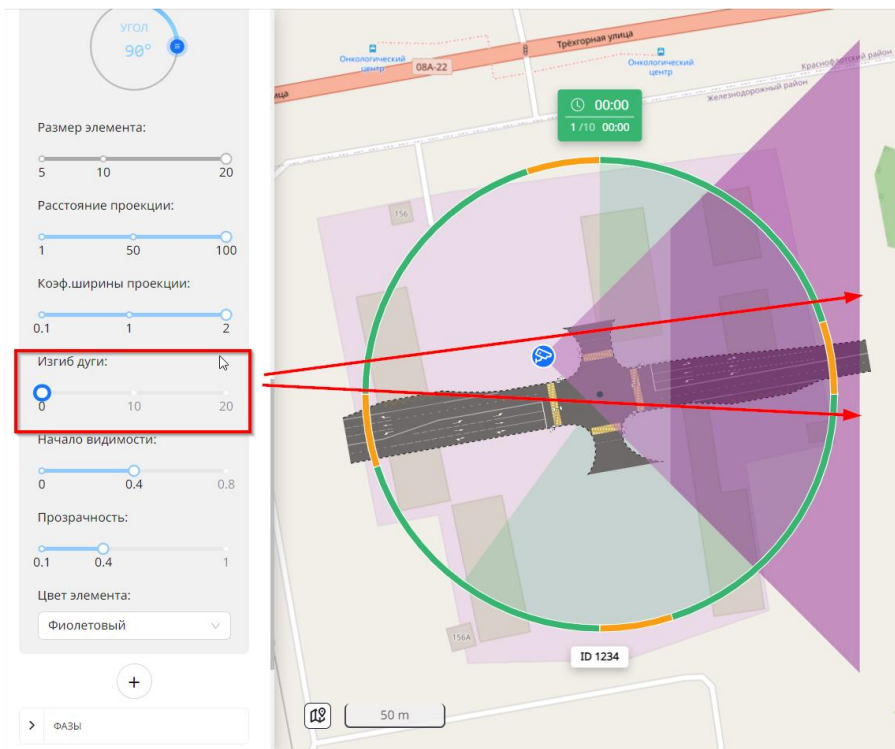 УГОЛ
90°
Размер элемента:
5 10 20
Расстояние проекции:
1 50 100
Коэф.ширины проекции:
0.1 1 2
Изгиб дуги:
0 10 20
Начало видимости:
0 0.4 0.8
Прозрачность:
0.1 0.4 1
Цвет элемента:
Фиолетовый
+
ФАЗЫ
Онкологический
центр
08А-22
Трёхгорная улица
Онкологический
центр
Краснофлотский район
Железнодорожный район
лица
00:00
1 /10 00:00
156
156А
ID 1234
50 m